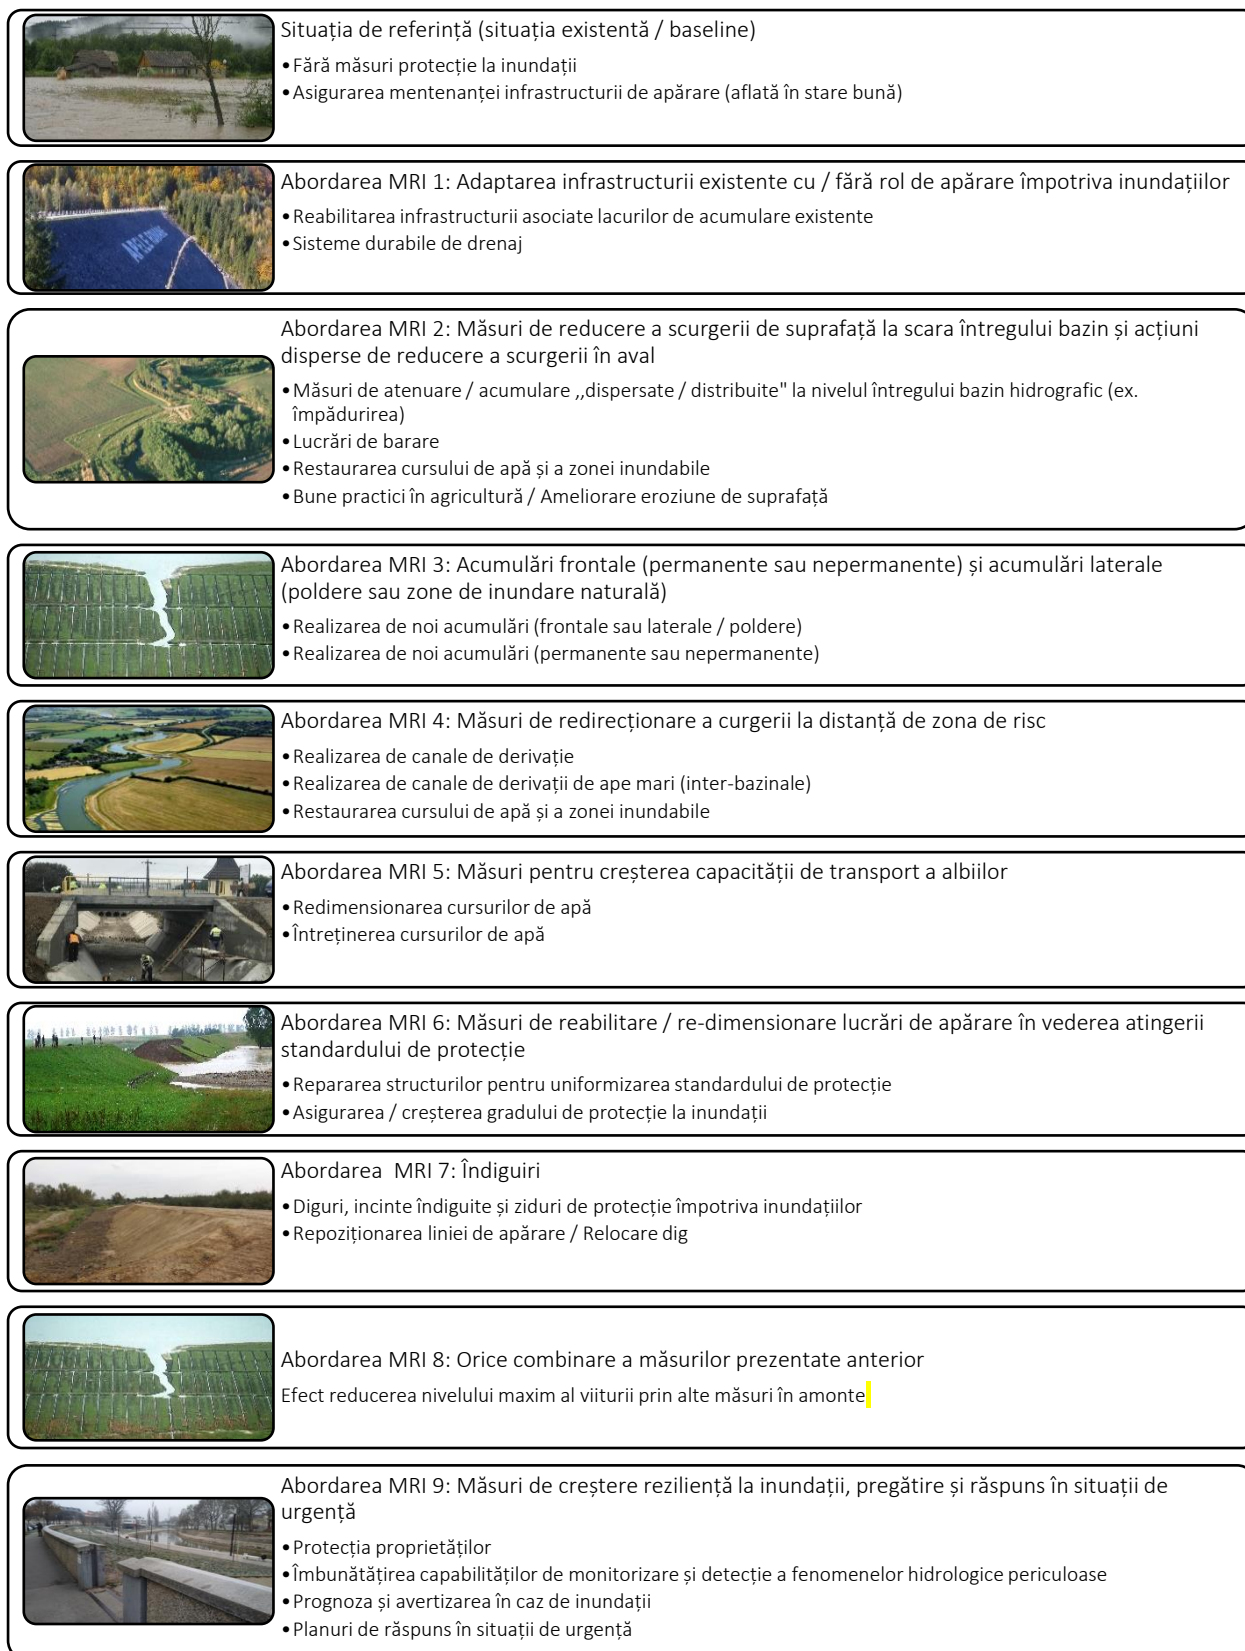 Situația de referință (situația existentă / baseline)
•Fără măsuri protecție la inundații
•Asigurarea mentenanței infrastructurii de apărare (aflată în stare bună)
Abordarea MRI 1: Adaptarea infrastructurii existente cu / fără rol de apărare împotriva inundațiilor
•Reabilitarea infrastructurii asociate lacurilor de acumulare existente
•Sisteme durabile de drenaj
Abordarea MRI 2: Măsuri de reducere a scurgerii de suprafață la scara întregului bazin și acțiuni
disperse de reducere a scurgerii în aval
•Măsuri de atenuare / acumulare ,,dispersate / distribuite" la nivelul întregului bazin hidrografic (ex.
împădurirea)
•Lucrări de barare
•Restaurarea cursului de apă și a zonei inundabile
•Bune practici în agricultură / Ameliorare eroziune de suprafață
Abordarea MRI 3: Acumulări frontale (permanente sau nepermanente) și acumulări laterale
(poldere sau zone de inundare naturală)
•Realizarea de noi acumulări (frontale sau laterale / poldere)
•Realizarea de noi acumulări (permanente sau nepermanente)
Abordarea MRI 4: Măsuri de redirecționare a curgerii la distanță de zona de risc
•Realizarea de canale de derivație
•Realizarea de canale de derivații de ape mari (inter-bazinale)
•Restaurarea cursului de apă și a zonei inundabile
Abordarea MRI 5: Măsuri pentru creșterea capacității de transport a albiilor
•Redimensionarea cursurilor de apă
•Întreținerea cursurilor de apă
Abordarea MRI 6: Măsuri de reabilitare / re-dimensionare lucrări de apărare în vederea atingerii
standardului de protecție
•Repararea structurilor pentru uniformizarea standardului de protecție
•Asigurarea / creșterea gradului de protecție la inundații
Abordarea  MRI 7: Îndiguiri
•Diguri, incinte îndiguite și ziduri de protecție împotriva inundațiilor
•Repoziționarea liniei de apărare / Relocare dig
Abordarea MRI 8: Orice combinare a măsurilor prezentate anterior
Efect reducerea nivelului maxim al viiturii prin alte măsuri în amonte
Abordarea MRI 9: Măsuri de creștere reziliență la inundații, pregătire și răspuns în situații de
urgență
•Protecția proprietăților
•Îmbunătățirea capabilităților de monitorizare și detecție a fenomenelor hidrologice periculoase
•Prognoza și avertizarea în caz de inundații
•Planuri de răspuns în situații de urgență